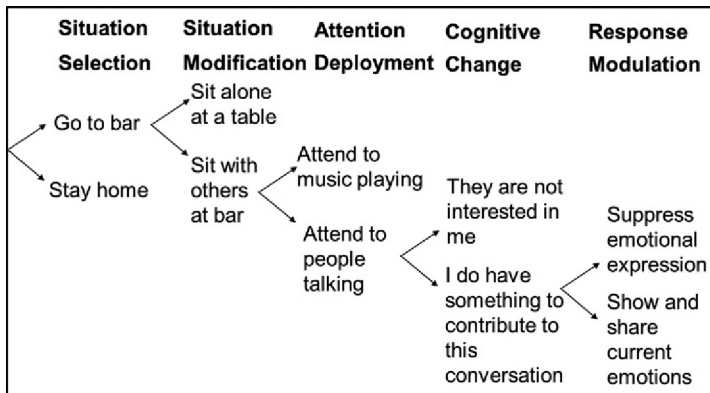 Situation Selection
Situation Modification
Attention Deployment
Cognitive Change
Response Modulation
Go to bar
Stay home
Sit alone
at a table
Sit with
others
at bar
Attend to
music playing
Attend to
people
talking
They are not
interested in
me
I do have
something to
contribute to
this
conversation
Suppress
emotional
expression
Show and
share
current
emotions